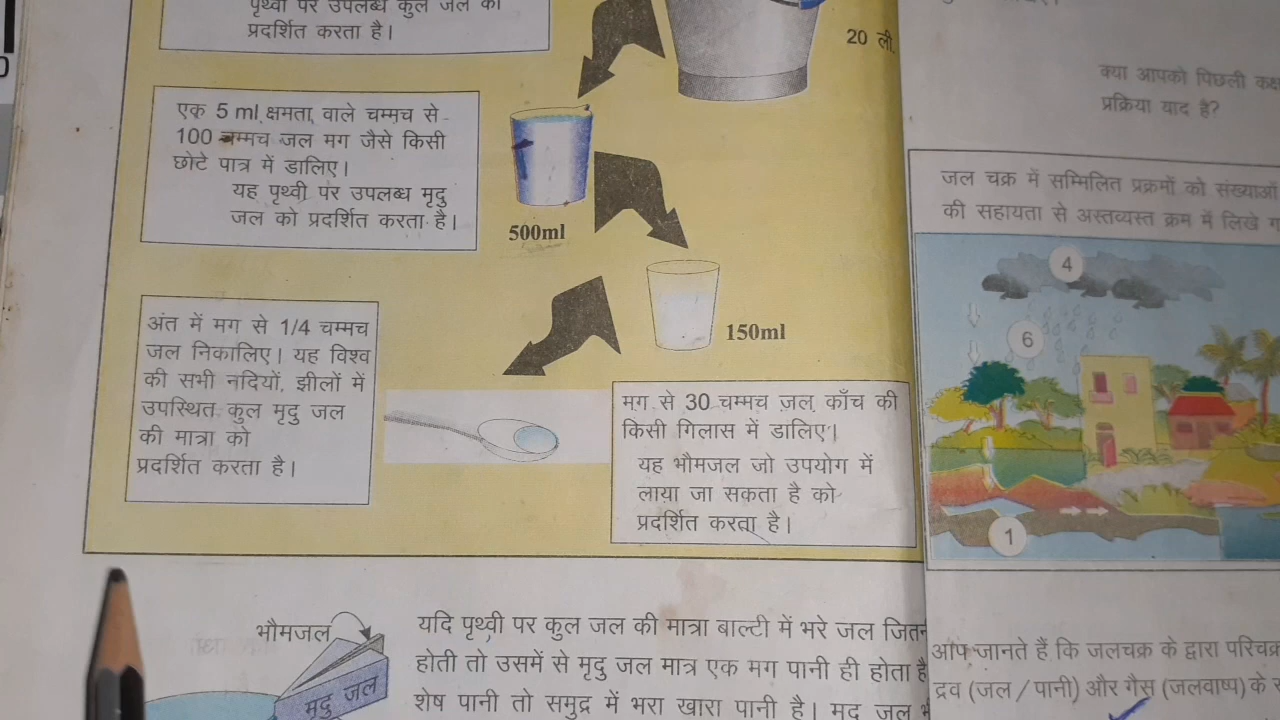 पृथ्वी पर उपलब्ध कुल जल को
प्रदर्शित करता है।
20 ली.
एक 5 ml क्षमता वाले चम्मच से
100 चम्मच जल मग जैसे किसी
छोटे पात्र में डालिए।
यह पृथ्वी पर उपलब्ध मृदु
जल को प्रदर्शित करता है।
500ml
150ml
अंत में मग से 1/4 चम्मच
जल निकालिए। यह विश्व
की सभी नदियों, झीलों में
उपस्थित कुल मृदु जल
की मात्रा को
प्रदर्शित करता है।
मग से 30 चम्मच जल काँच की
किसी गिलास में डालिए।
यह भौमजल जो उपयोग में
लाया जा सकता है को
प्रदर्शित करता है।
भौमजल
मृदु जल
यदि पृथ्वी पर कुल जल की मात्रा बाल्टी में भरे जल
होती तो उसमें से मृदु जल मात्र एक मग पानी ही होता है
शेष पानी तो समुद्र में भरा खारा पानी है। मृदु जल
क्या आपको पिछली
प्रक्रिया याद है?
जल चक्र में सम्मिलित प्रक्रमों को संख्याओं
की सहायता से अस्तव्यस्त क्रम में लिखे
4
6
1
आप जानते हैं कि जलचक्र के द्वारा
द्रव (जल / पानी) और गैस (जलवाष्प) के